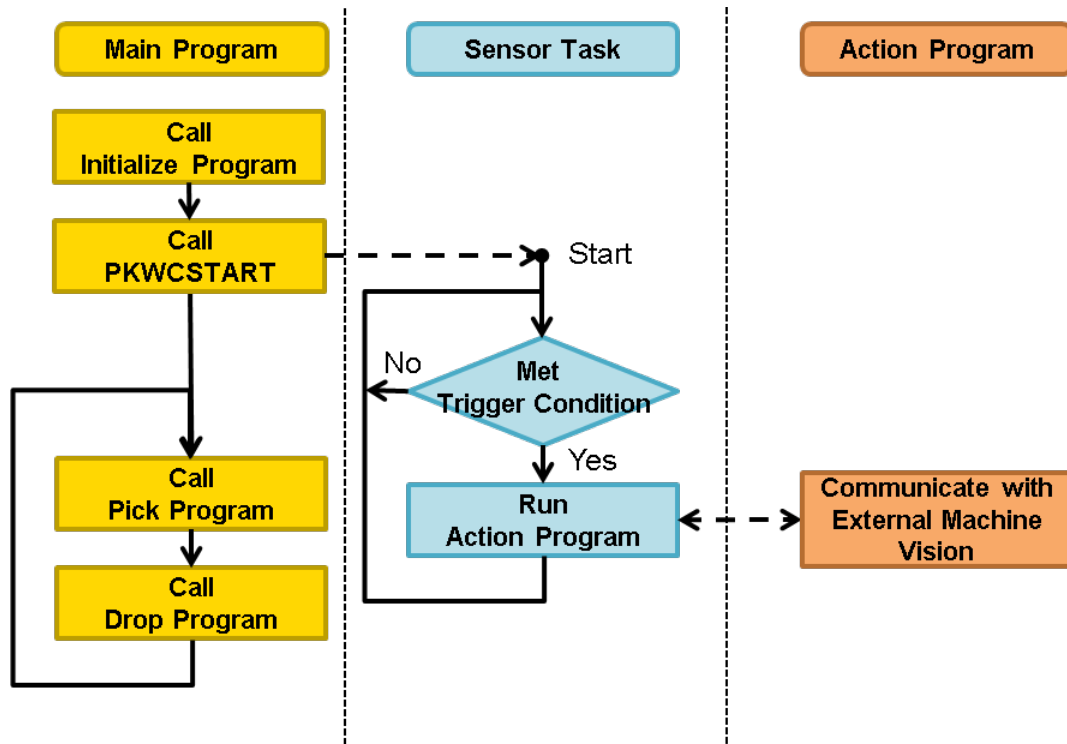 Main Program
Sensor Task
Action Program
Call
Initialize Program
Call
PKWCSTART
Start
No
Met
Trigger Condition
Yes
Call
Pick Program
Run
Action Program
Communicate with
External Machine
Vision
Call
Drop Program